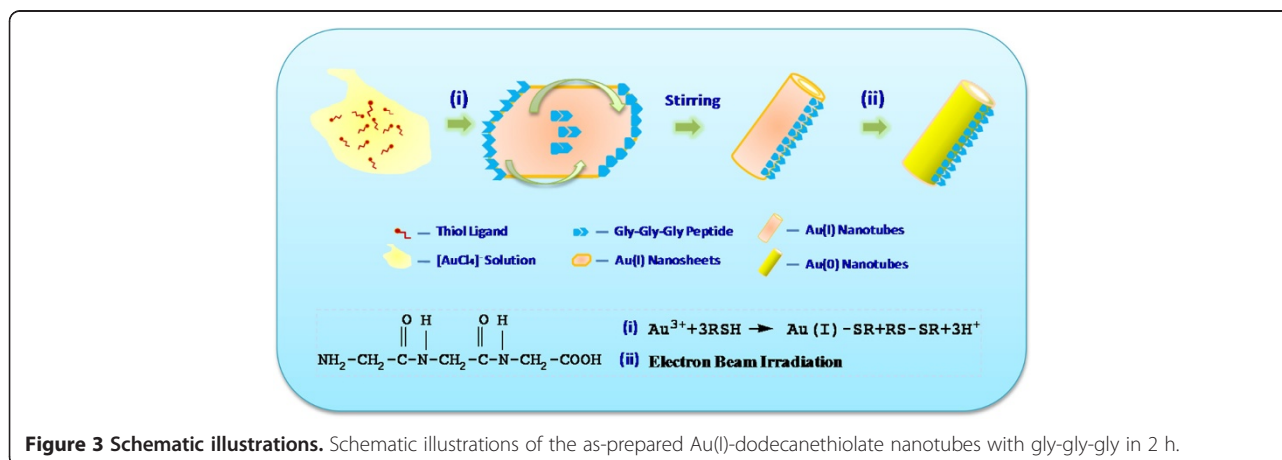 (i)
Stirring
(ii)
— Thiol Ligand
— Gly-Gly-Gly Peptide
— Au(I) Nanotubes
— [AuCl₄]⁻ Solution
— Au(I) Nanosheets
— Au(0) Nanotubes
O H O H
NH₂-CH₂-C-N-CH₂-C-N-CH₂-COOH
(i) Au³⁺+3RSH → Au(I)-SR+RS-SR+3H⁺
(ii) Electron Beam Irradiation
Figure 3 Schematic illustrations. Schematic illustrations of the as-prepared Au(I)-dodecanethiolate nanotubes with gly-gly-gly in 2 h.